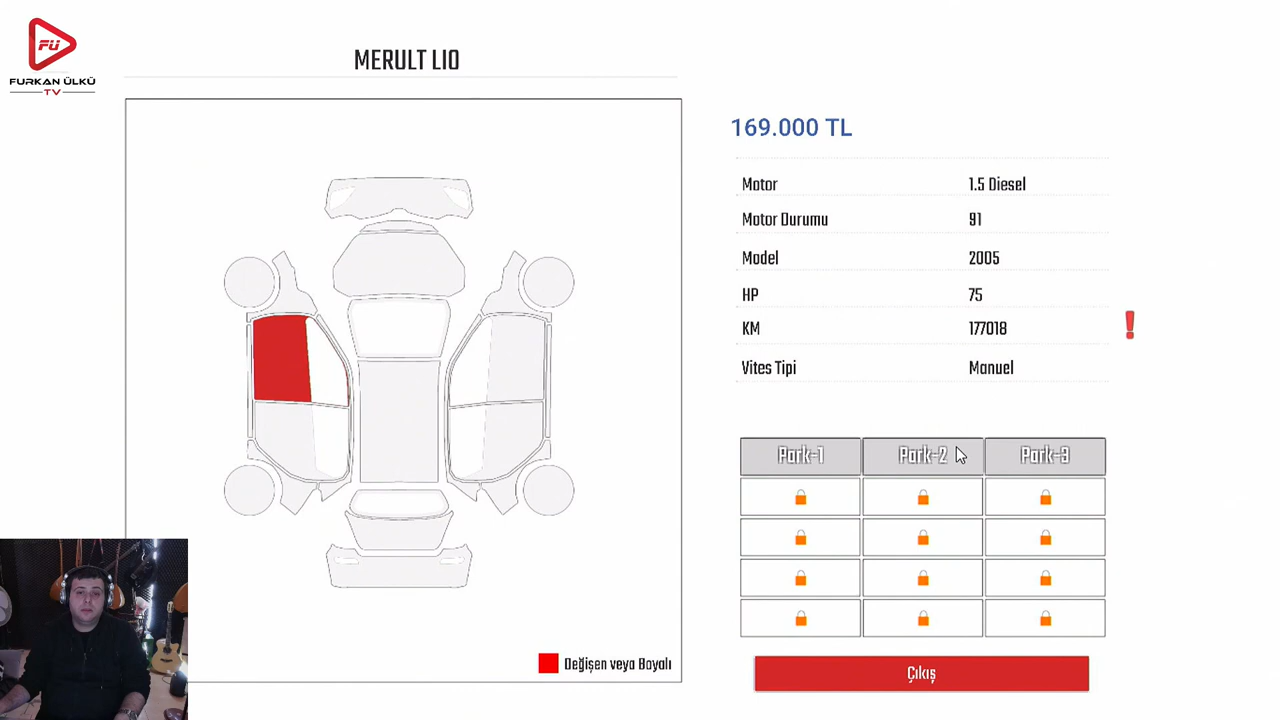 FU
FURKAN ÜLKÜ
TV
MERULT LIO
169.000 TL
Motor 1.5 Diesel
Motor Durumu 91
Model 2005
HP 75
KM 177018
Vites Tipi Manuel
Park-1 Park-2 Park-3
Değişen veya Boyalı
Çıkış